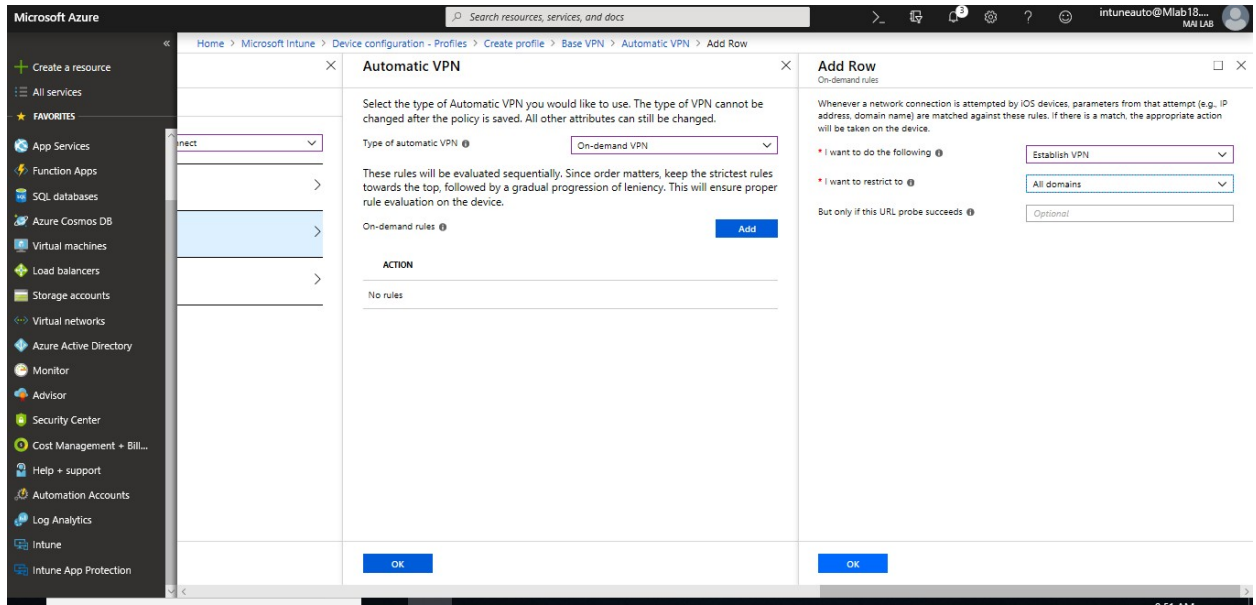 Microsoft Azure
Search resources, services, and docs
3
intuneauto@Mlab18....
MAI LAB
Home > Microsoft Intune > Device configuration - Profiles > Create profile > Base VPN > Automatic VPN > Add Row
Create a resource
All services
FAVORITES
App Services
Function Apps
SQL databases
Azure Cosmos DB
Virtual machines
Load balancers
Storage accounts
Virtual networks
Azure Active Directory
Monitor
Advisor
Security Center
Cost Management + Bill...
Help + support
Automation Accounts
Log Analytics
Intune
Intune App Protection
nnect
Automatic VPN
Select the type of Automatic VPN you would like to use. The type of VPN cannot be
changed after the policy is saved. All other attributes can still be changed.
Type of automatic VPN
On-demand VPN
These rules will be evaluated sequentially. Since order matters, keep the strictest rules
towards the top, followed by a gradual progression of leniency. This will ensure proper
rule evaluation on the device.
On-demand rules
Add
ACTION
No rules
OK
Add Row
On-demand rules
Whenever a network connection is attempted by iOS devices, parameters from that attempt (e.g., IP
address, domain name) are matched against these rules. If there is a match, the appropriate action
will be taken on the device.
* I want to do the following
Establish VPN
* I want to restrict to
All domains
But only if this URL probe succeeds
Optional
OK